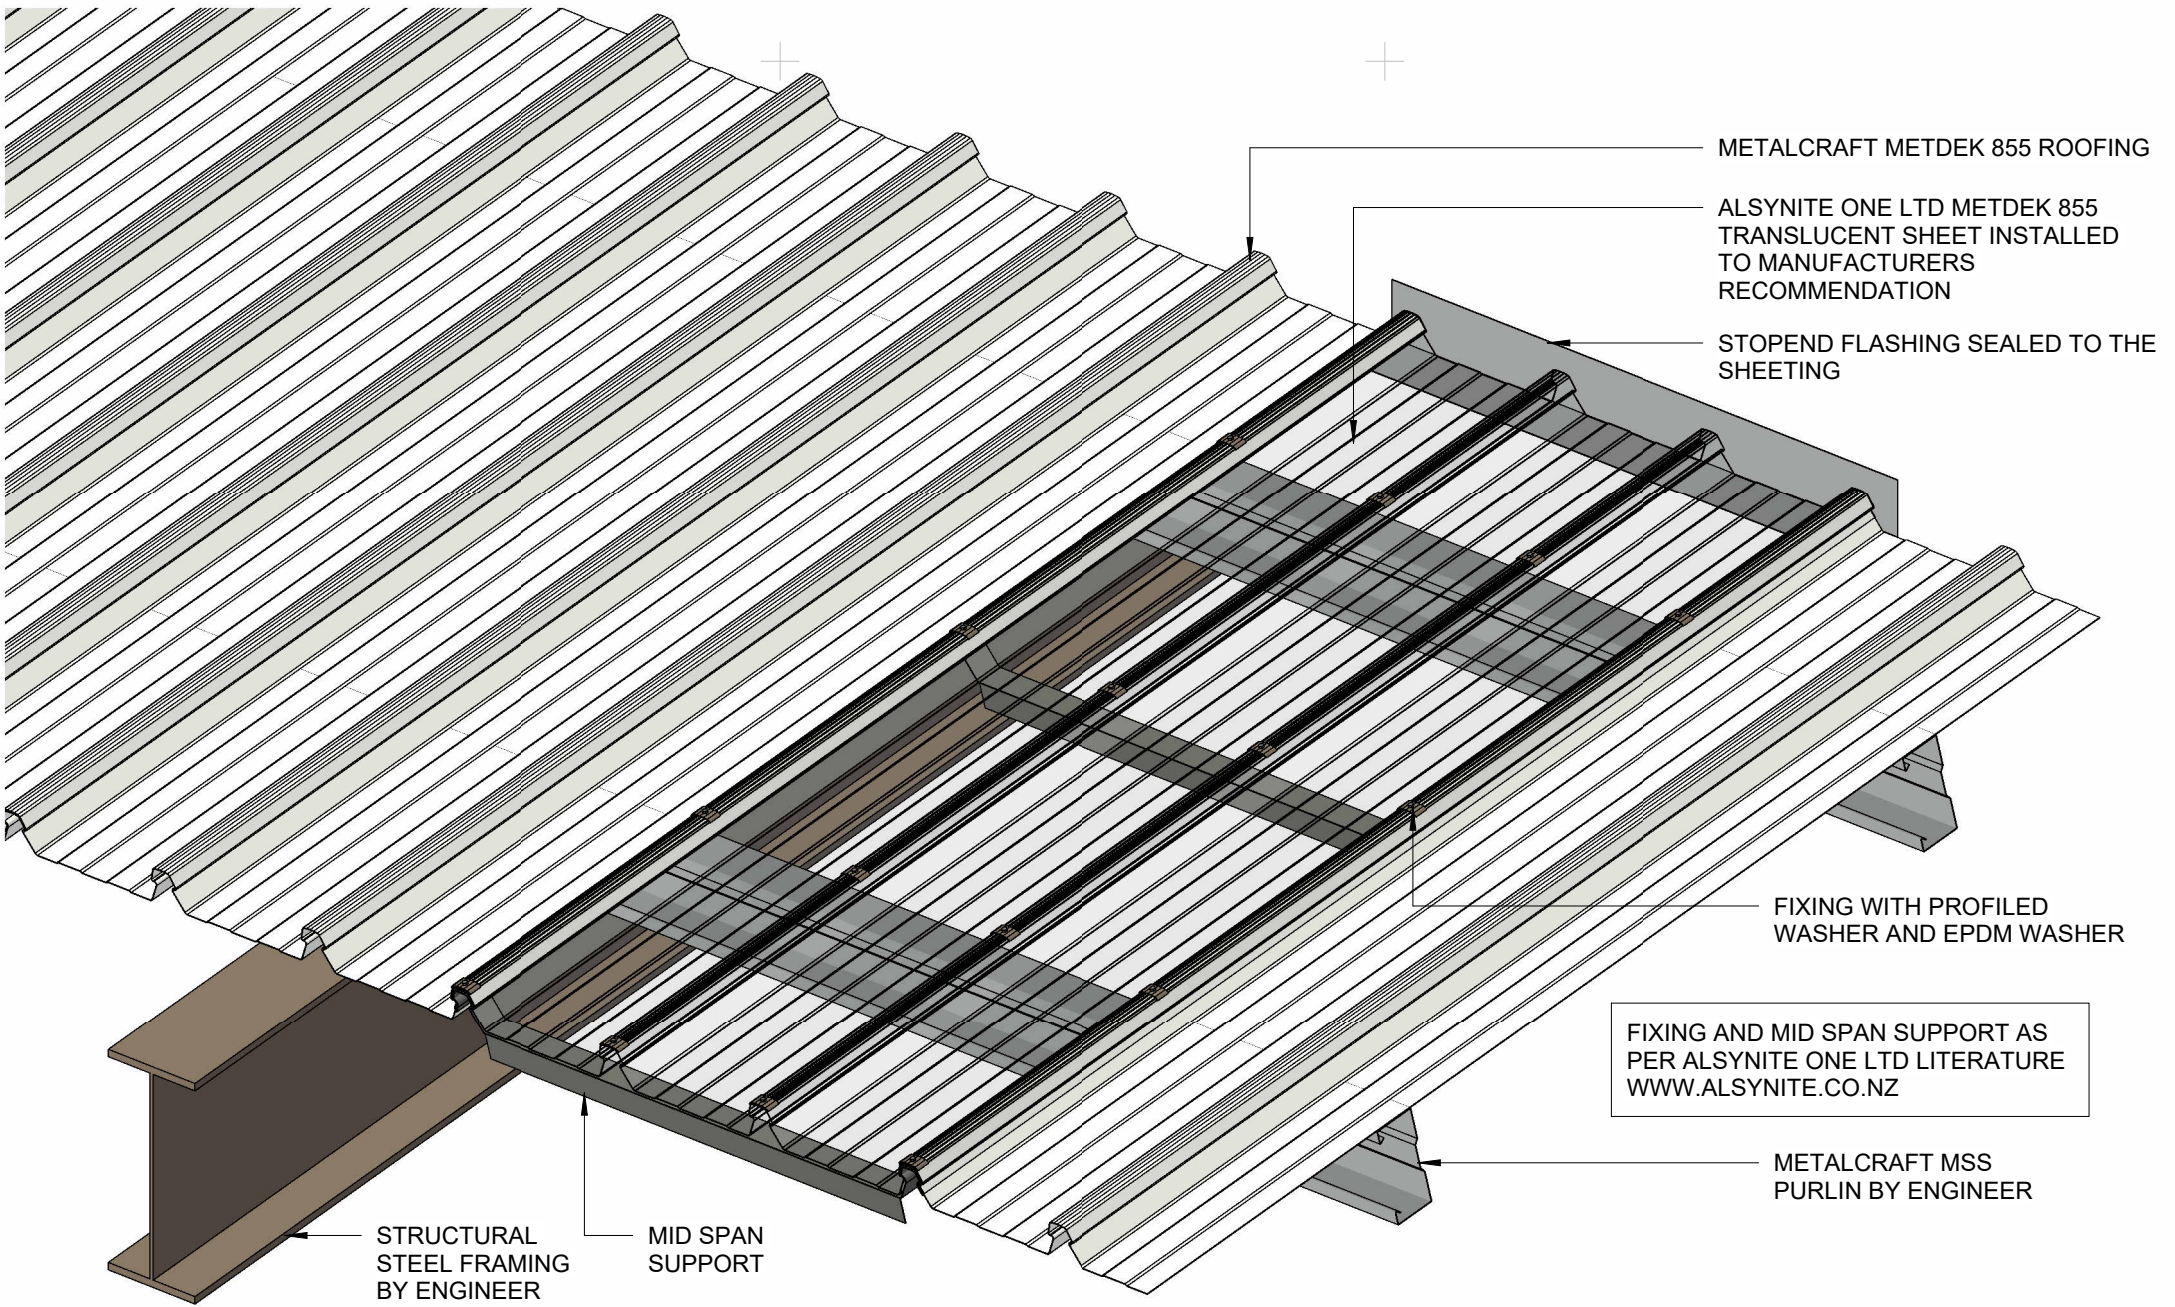 METALCRAFT METDEK 855 ROOFING
ALSYNITE ONE LTD METDEK 855
TRANSLUCENT SHEET INSTALLED
TO MANUFACTURERS
RECOMMENDATION
STOPEND FLASHING SEALED TO THE
SHEETING
FIXING WITH PROFILED
WASHER AND EPDM WASHER
FIXING AND MID SPAN SUPPORT AS
PER ALSYNITE ONE LTD LITERATURE
WWW.ALSYNITE.CO.NZ
METALCRAFT MSS
PURLIN BY ENGINEER
STRUCTURAL
STEEL FRAMING
BY ENGINEER
MID SPAN
SUPPORT